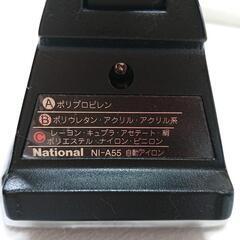 A ポリプロピレン
B ポリウレタン・アクリル・アクリル系
C レーヨン・キュプラ・アセテート・絹
ポリエステル・ナイロン・ビニロン
National NI-A55 自動アイロン